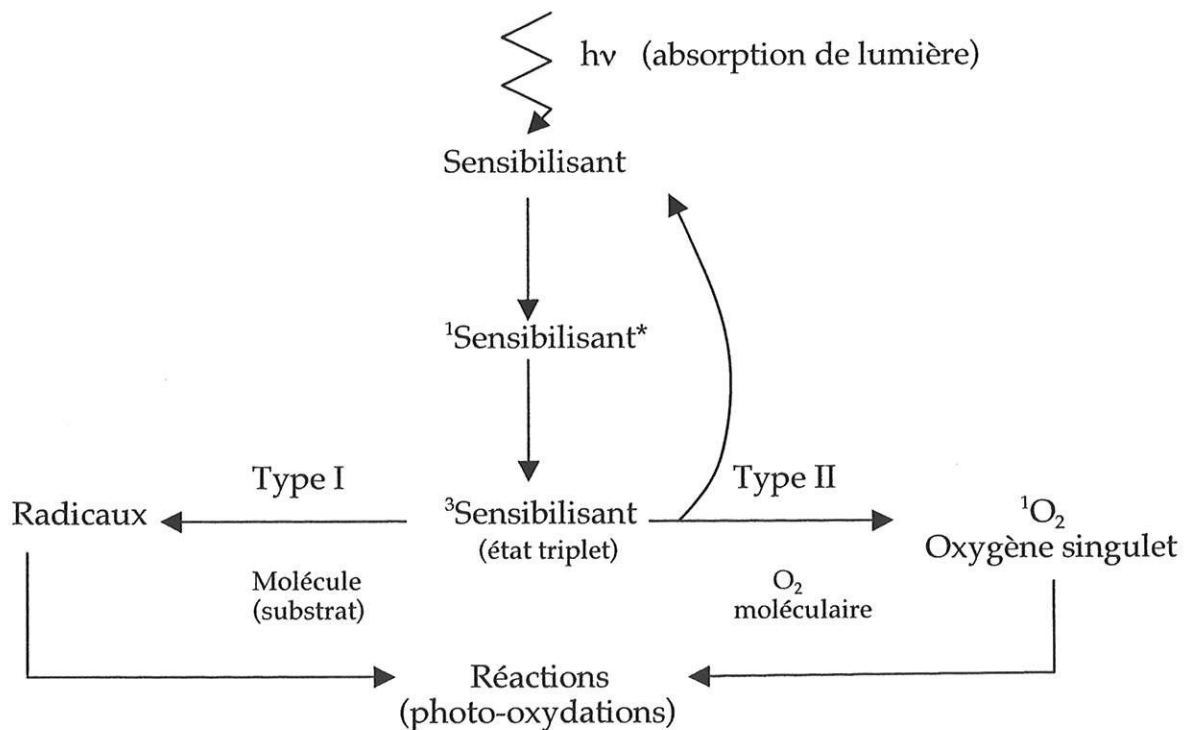 hν (absorption de lumière)
Sensibilisant
¹Sensibilisant*
Type I
Type II
Radicaux
³Sensibilisant
(état triplet)
¹O₂
Oxygène singulet
Molécule
(substrat)
O₂
moléculaire
Réactions
(photo-oxydations)